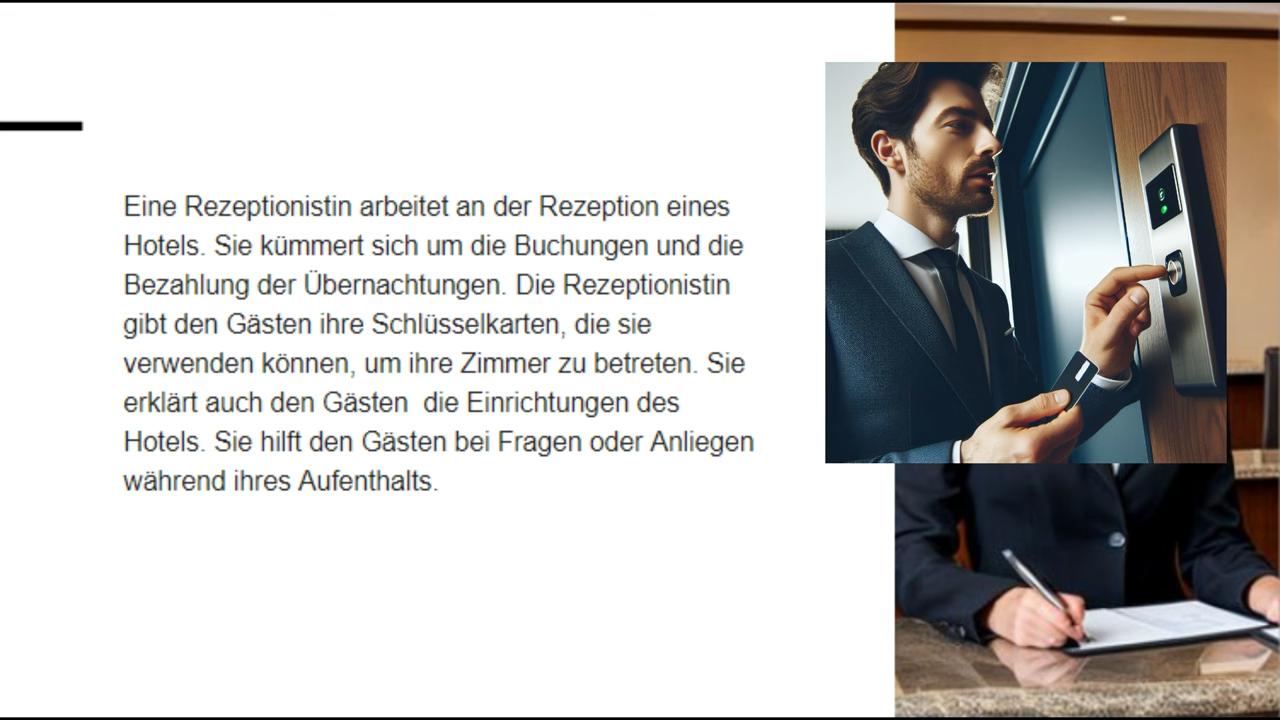 Eine Rezeptionistin arbeitet an der Rezeption eines
Hotels. Sie kümmert sich um die Buchungen und die
Bezahlung der Übernachtungen. Die Rezeptionistin
gibt den Gästen ihre Schlüsselkarten, die sie
verwenden können, um ihre Zimmer zu betreten. Sie
erklärt auch den Gästen  die Einrichtungen des
Hotels. Sie hilft den Gästen bei Fragen oder Anliegen
während ihres Aufenthalts.